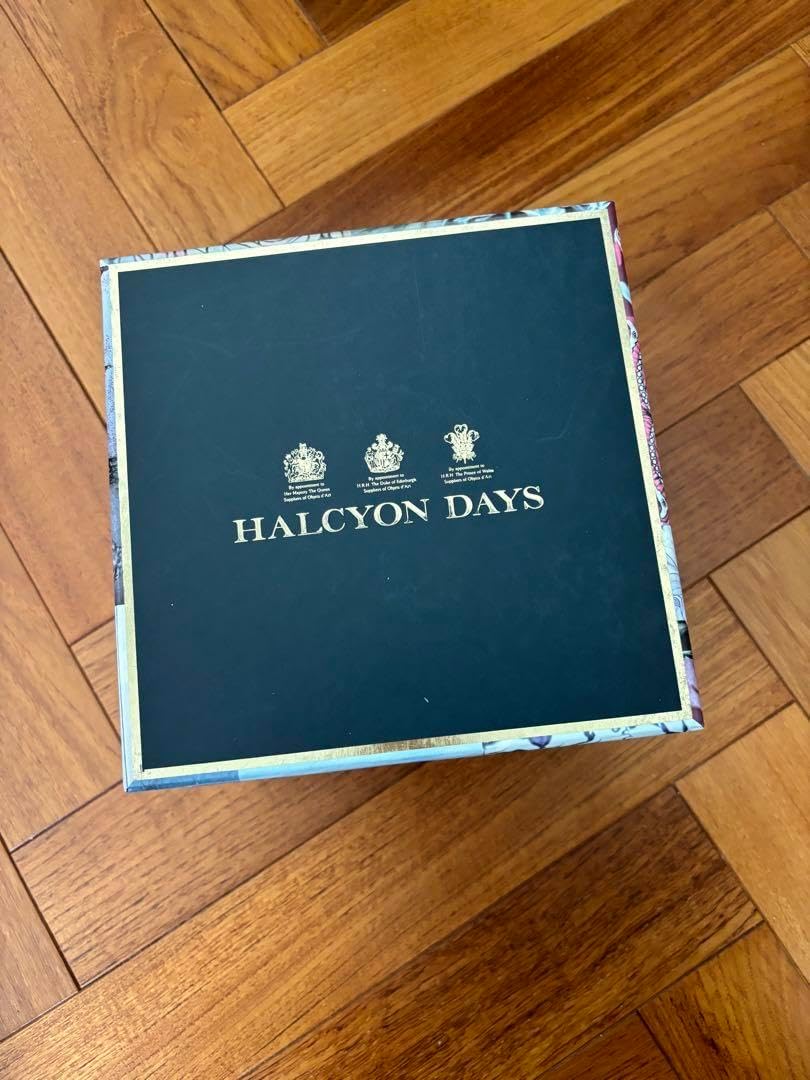 By appointment to
Her Majesty The Queen
Suppliers of Objets d'Art
By appointment to
H.R.H. The Duke of Edinburgh
Suppliers of Objets d'Art
By appointment to
H.R.H. The Prince of Wales
Suppliers of Objets d'Art
HALCYON DAYS